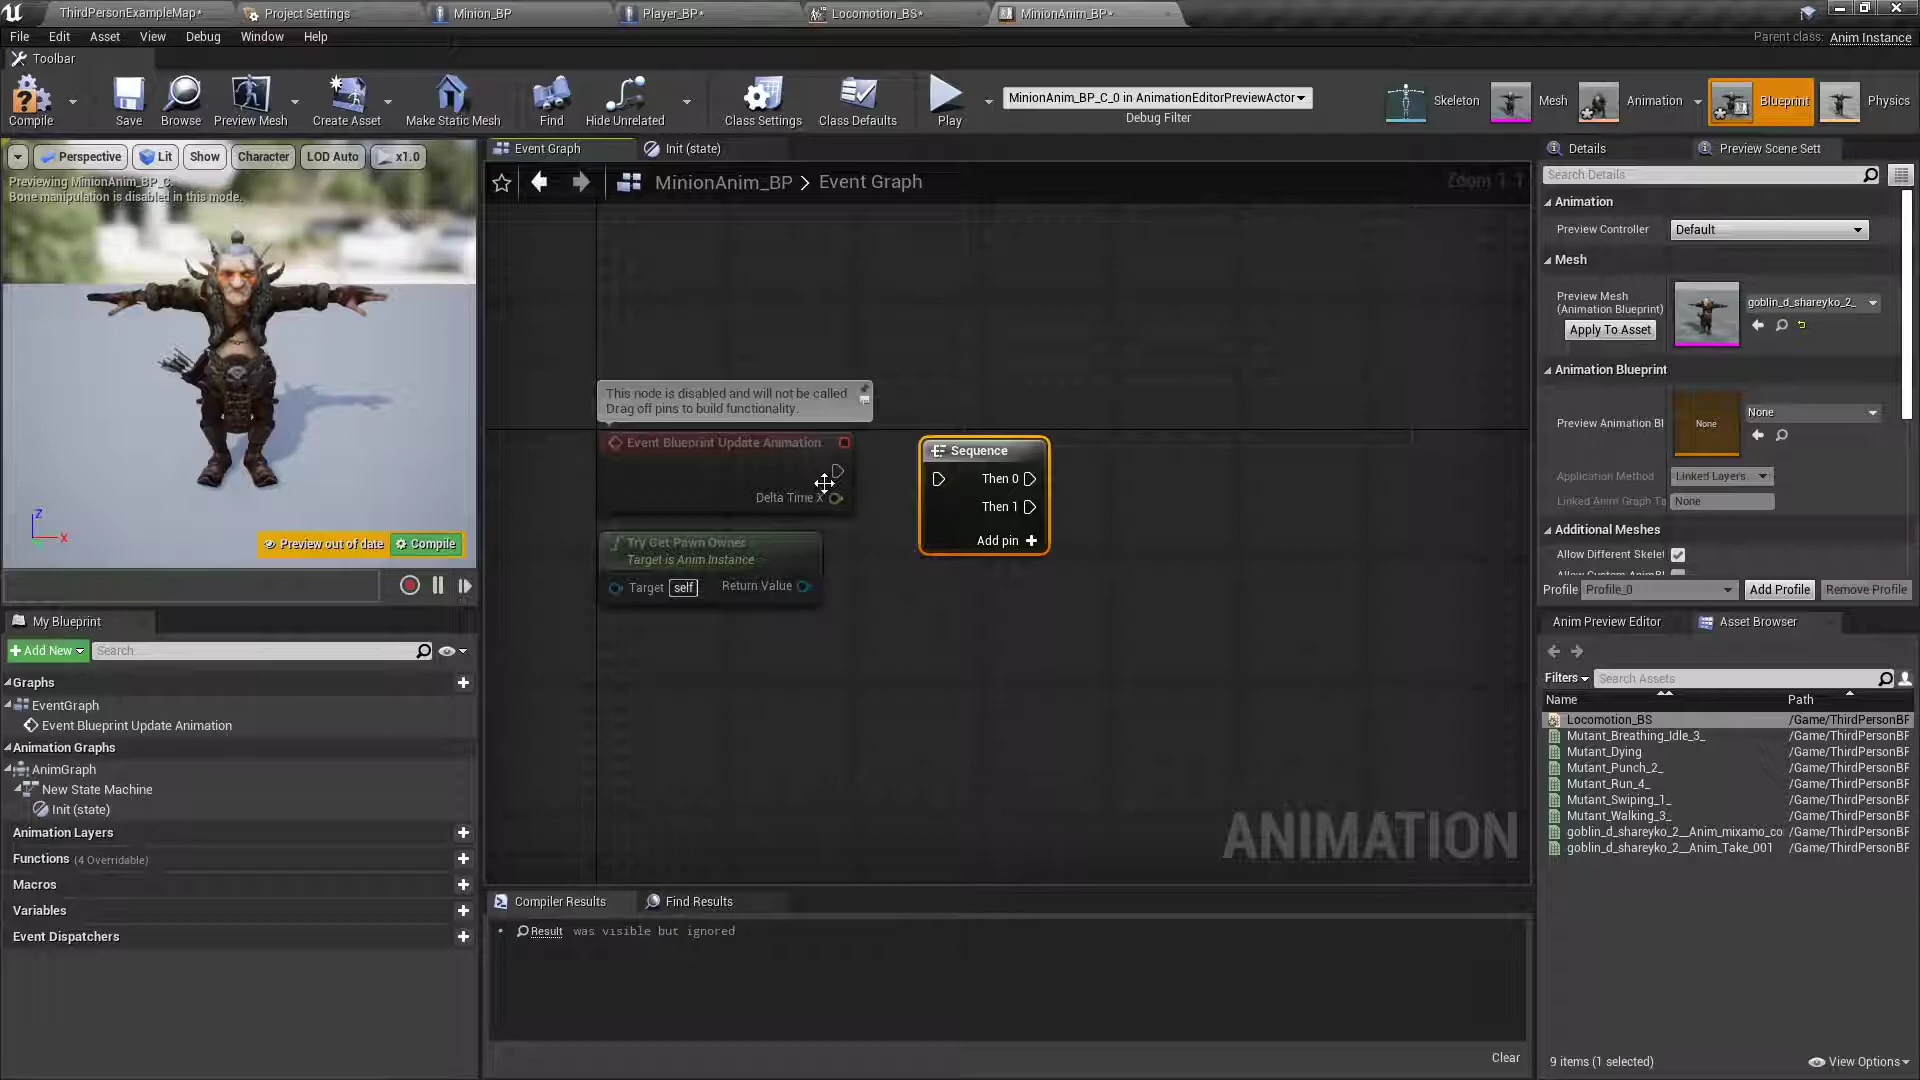 ThirdPersonExampleMap*
Project Settings
Minion_BP
Player_BP*
Locomotion_BS*
MinionAnim_BP*
File Edit Asset View Debug Window Help
Parent class: Anim Instance
Toolbar
Compile
Save
Browse
Preview Mesh
Create Asset
Make Static Mesh
Find
Hide Unrelated
Class Settings
Class Defaults
Play
MinionAnim_BP_C_0 in AnimationEditorPreviewActor
Debug Filter
Skeleton
Mesh
Animation
Blueprint
Physics
Perspective
Lit
Show
Character
LOD Auto
x1.0
Previewing MinionAnim_BP_C.
Bone manipulation is disabled in this mode.
Z
X
Preview out of date
Compile
Event Graph
Init (state)
MinionAnim_BP > Event Graph
Zoom 1:1
This node is disabled and will not be called
Drag off pins to build functionality.
Event Blueprint Update Animation
Delta Time X
Try Get Pawn Owner
Target is Anim Instance
Target self
Return Value
Sequence
Then 0
Then 1
Add pin +
ANIMATION
Compiler Results
Find Results
Result was visible but ignored
Clear
My Blueprint
+ Add New
Search
Graphs
EventGraph
Event Blueprint Update Animation
Animation Graphs
AnimGraph
New State Machine
Init (state)
Animation Layers
Functions (4 Overridable)
Macros
Variables
Event Dispatchers
Details
Preview Scene Sett
Search Details
Animation
Preview Controller
Default
Mesh
Preview Mesh
(Animation Blueprint)
Apply To Asset
goblin_d_shareyko_2_
Animation Blueprint
Preview Animation Bl
None
None
Application Method
Linked Layers
Linked Anim Graph Ta
None
Additional Meshes
Allow Different Skelet
Profile
Profile_0
Add Profile
Remove Profile
Anim Preview Editor
Asset Browser
Filters
Search Assets
Name
Path
Locomotion_BS /Game/ThirdPersonBF
Mutant_Breathing_Idle_3_ /Game/ThirdPersonBF
Mutant_Dying /Game/ThirdPersonBF
Mutant_Punch_2_ /Game/ThirdPersonBF
Mutant_Run_4_ /Game/ThirdPersonBF
Mutant_Swiping_1_ /Game/ThirdPersonBF
Mutant_Walking_3_ /Game/ThirdPersonBF
goblin_d_shareyko_2__Anim_mixamo_co /Game/ThirdPersonBF
goblin_d_shareyko_2__Anim_Take_001 /Game/ThirdPersonBF
9 items (1 selected)
View Options